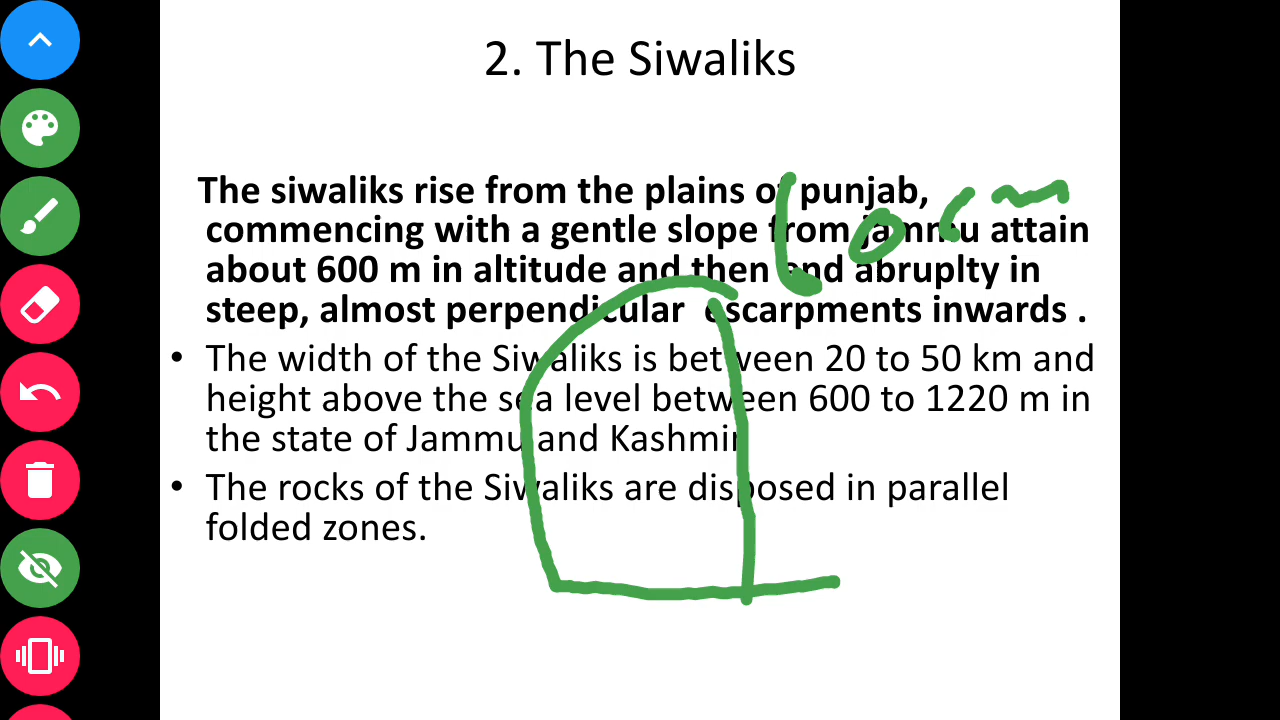 2. The Siwaliks
The siwaliks rise from the plains of punjab,
commencing with a gentle slope from jammu attain
about 600 m in altitude and then end abruplty in
steep, almost perpendicular escarpments inwards .
• The width of the Siwaliks is between 20 to 50 km and
height above the sea level between 600 to 1220 m in
the state of Jammu and Kashmir
• The rocks of the Siwaliks are disposed in parallel
folded zones.